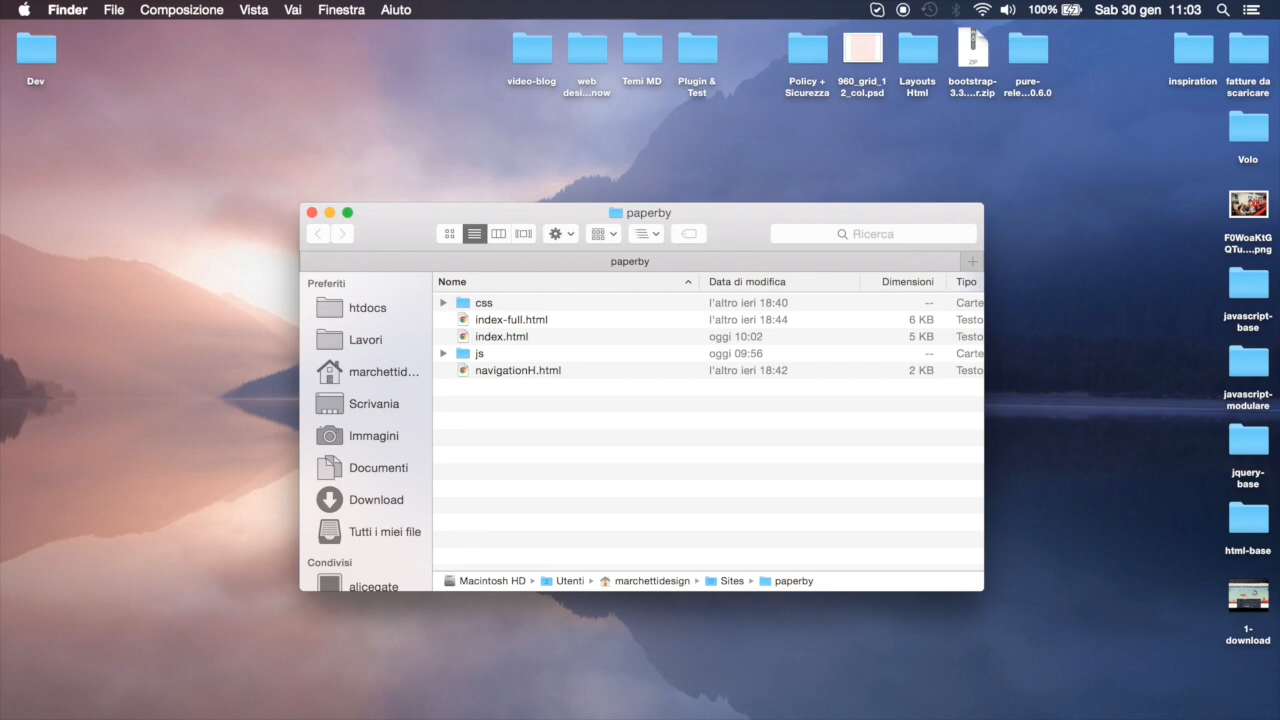 Finder File Composizione Vista Vai Finestra Aiuto 100% Sab 30 gen 11:03
Dev
video-blog
web
desi...now
Temi MD
Plugin &
Test
Policy +
Sicurezza
960_grid_1
2_col.psd
Layouts
Html
ZIP
bootstrap-
3.3....r.zip
pure-
rele...0.6.0
inspiration
fatture da
scaricare
Volo
F0WoaKtG
QTu....png
javascript-
base
javascript-
modulare
jquery-
base
html-base
1-
download
paperby
Ricerca
paperby
Preferiti
htdocs
Lavori
marchettid...
Scrivania
Immagini
Documenti
Download
Tutti i miei file
Condivisi
alicegate
Nome Data di modifica Dimensioni Tipo
css l'altro ieri 18:40 -- Carte
index-full.html l'altro ieri 18:44 6 KB Testo
index.html oggi 10:02 5 KB Testo
js oggi 09:56 -- Carte
navigationH.html l'altro ieri 18:42 2 KB Testo
Macintosh HD Utenti marchettidesign Sites paperby